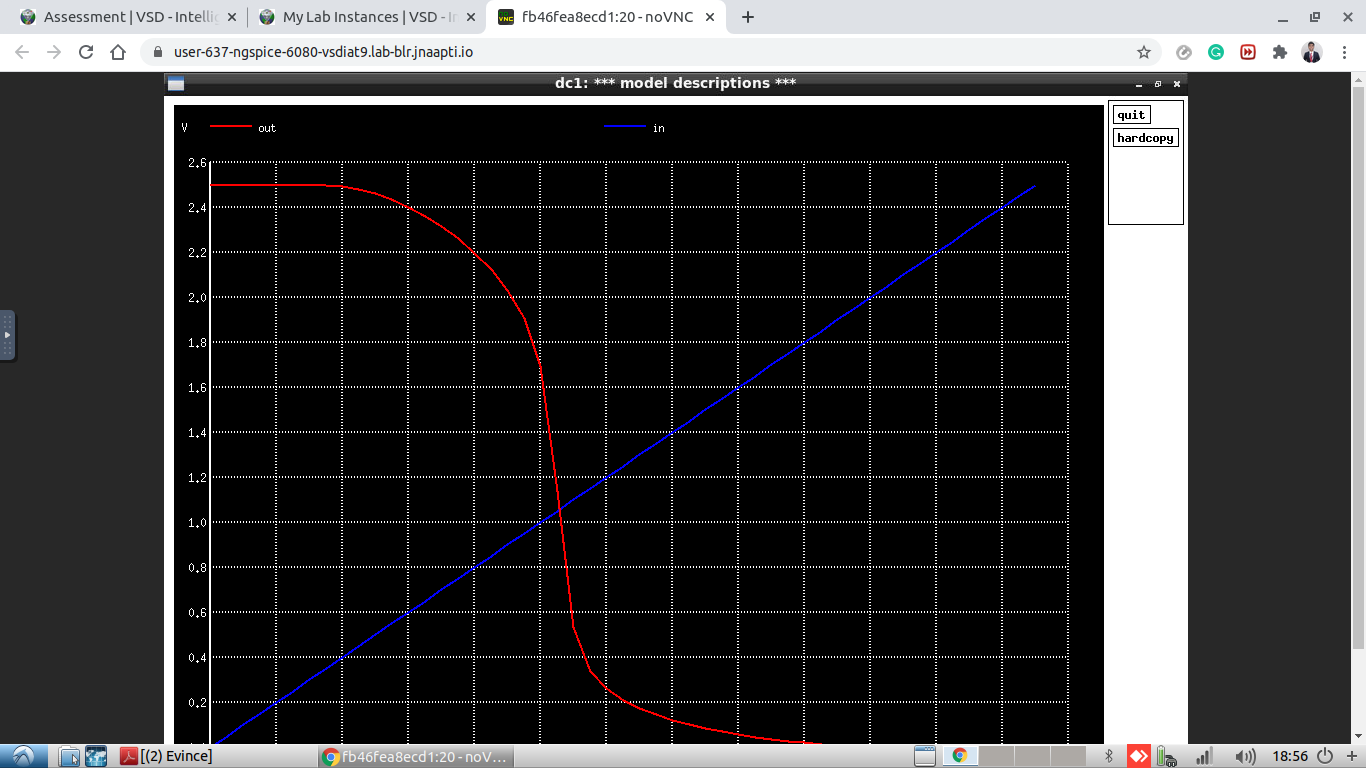 Assessment | VSD - Intelli
My Lab Instances | VSD - In
fb46fea8ecd1:20 - noVNC
user-637-ngspice-6080-vsdiat9.lab-blr.jnaapti.io
dc1: *** model descriptions ***
quit
hardcopy
V
out
in
2.6
2.4
2.2
2.0
1.8
1.6
1.4
1.2
1.0
0.8
0.6
0.4
0.2
[(2) Evince]
fb46fea8ecd1:20 - noV...
18:56